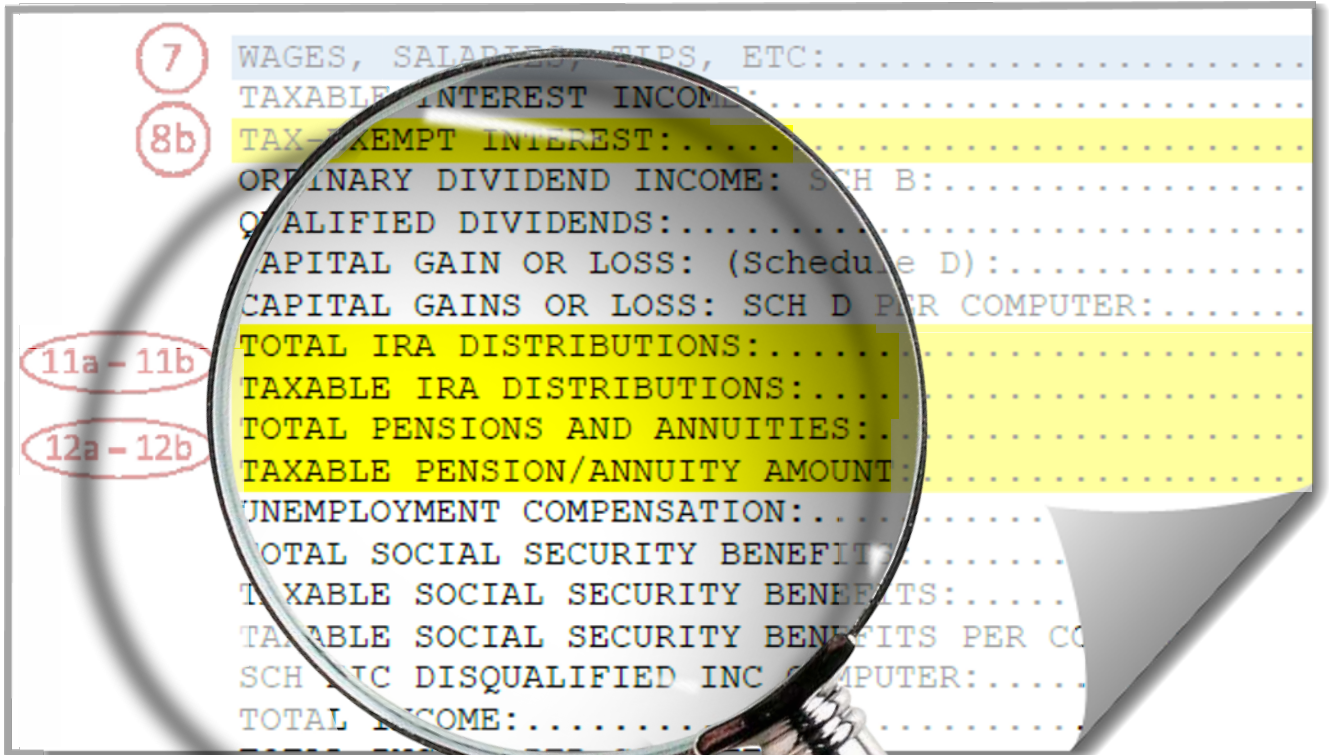 7 WAGES, SALARIES, TIPS, ETC:
TAXABLE INTEREST INCOME:
8b TAX-EXEMPT INTEREST:
ORDINARY DIVIDEND INCOME: SCH B:
QUALIFIED DIVIDENDS:
CAPITAL GAIN OR LOSS: (Schedule D):
CAPITAL GAINS OR LOSS: SCH D PER COMPUTER:
11a – 11b TOTAL IRA DISTRIBUTIONS:
TAXABLE IRA DISTRIBUTIONS:
12a – 12b TOTAL PENSIONS AND ANNUITIES:
TAXABLE PENSION/ANNUITY AMOUNT:
UNEMPLOYMENT COMPENSATION:
TOTAL SOCIAL SECURITY BENEFITS:
TAXABLE SOCIAL SECURITY BENEFITS:
TAXABLE SOCIAL SECURITY BENEFITS PER
SCH EIC DISQUALIFIED INC COMPUTER:
TOTAL INCOME: